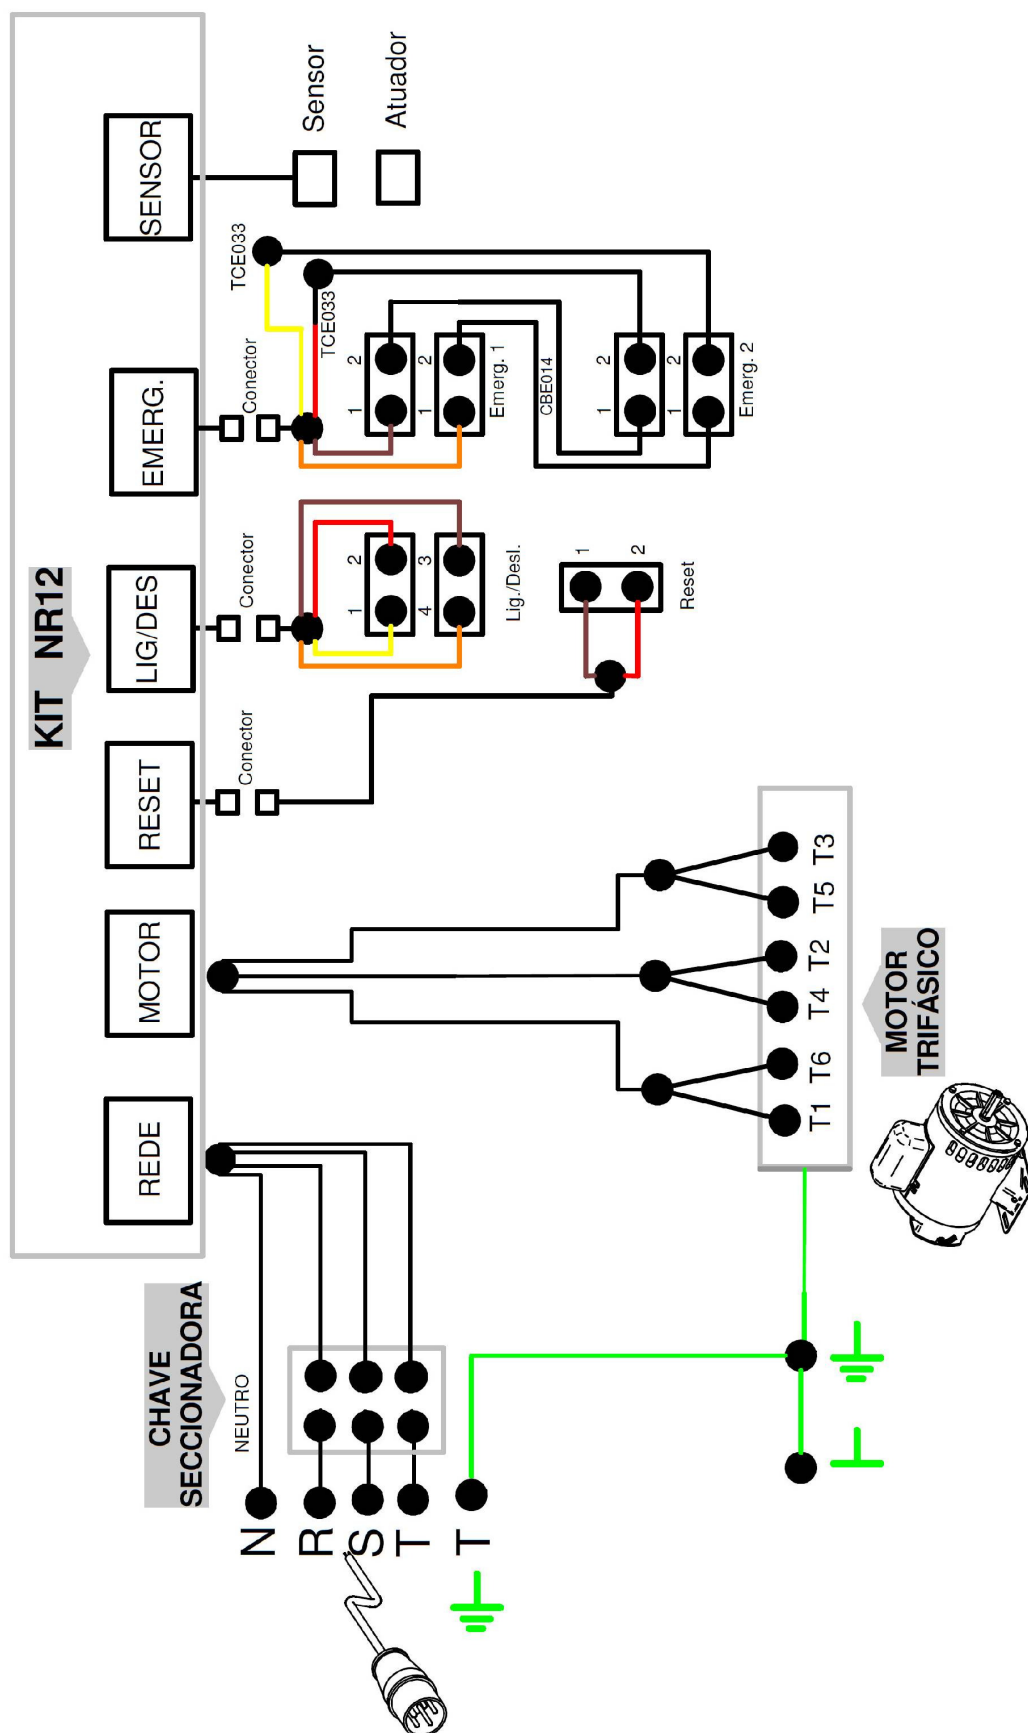 KIT NR12
REDE
MOTOR
RESET
LIG/DES
EMERG.
SENSOR
CHAVE
SECCIONADORA
NEUTRO
N
R
S
T
T
Conector
Conector
Conector
TCE033
TCE033
Sensor
Atuador
1 2
4 3
Lig./Desl.
1 2
1 2
Emerg. 1
CBE014
1 2
1 2
Emerg. 2
1
2
Reset
T1 T6 T4 T2 T5 T3
MOTOR
TRIFÁSICO